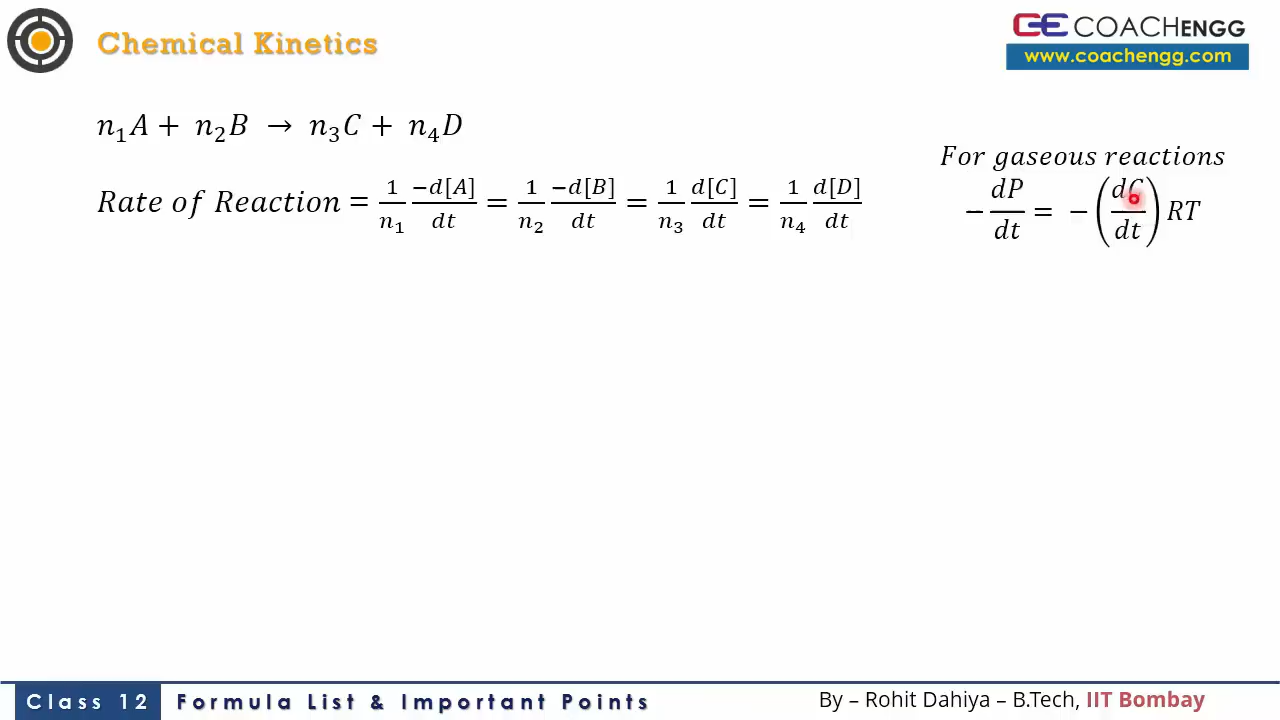 Chemical Kinetics
CE COACHENGG
www.coachengg.com
n₁A + n₂B → n₃C + n₄D
For gaseous reactions
Rate of Reaction = 1/n₁ -d[A]/dt = 1/n₂ -d[B]/dt = 1/n₃ d[C]/dt = 1/n₄ d[D]/dt
- dP/dt = - (dC/dt) RT
Class 12 Formula List & Important Points By – Rohit Dahiya – B.Tech, IIT Bombay